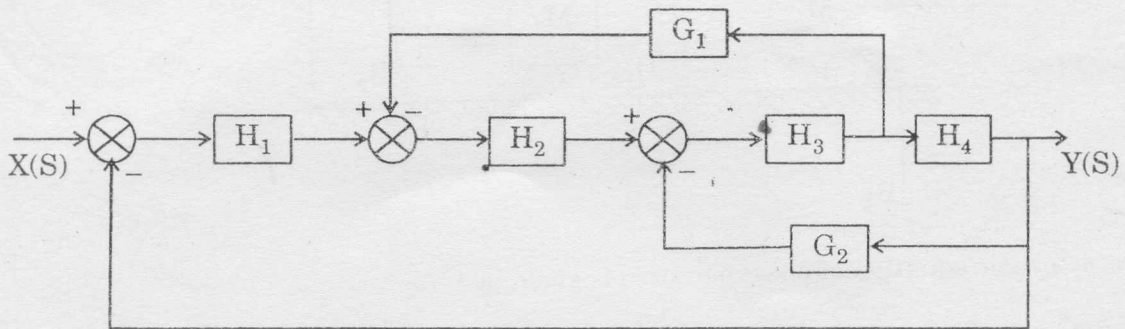 G₁
+ + − +
H₁ H₂ H₃ H₄
X(S) − − Y(S)
G₂